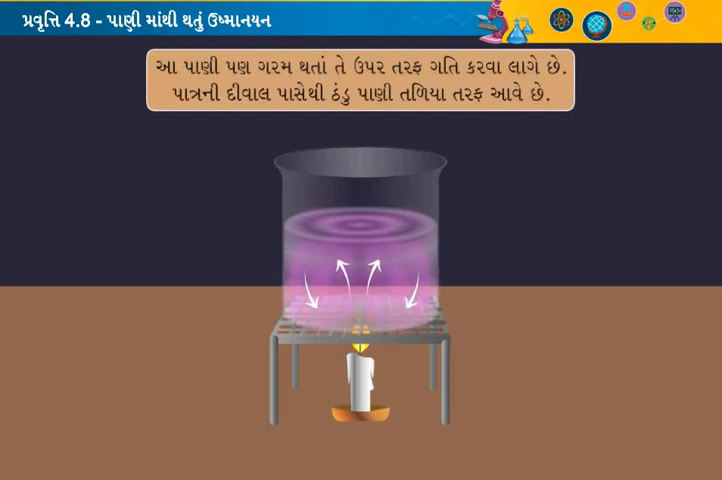 પ્રવૃત્તિ 4.8 - પાણી માંથી થતું ઉષ્માનયન
આ પાણી પણ ગરમ થતાં તે ઉપર તરફ ગતિ કરવા લાગે છે.
પાત્રની દીવાલ પાસેથી ઠંડુ પાણી તળિયા તરફ આવે છે.